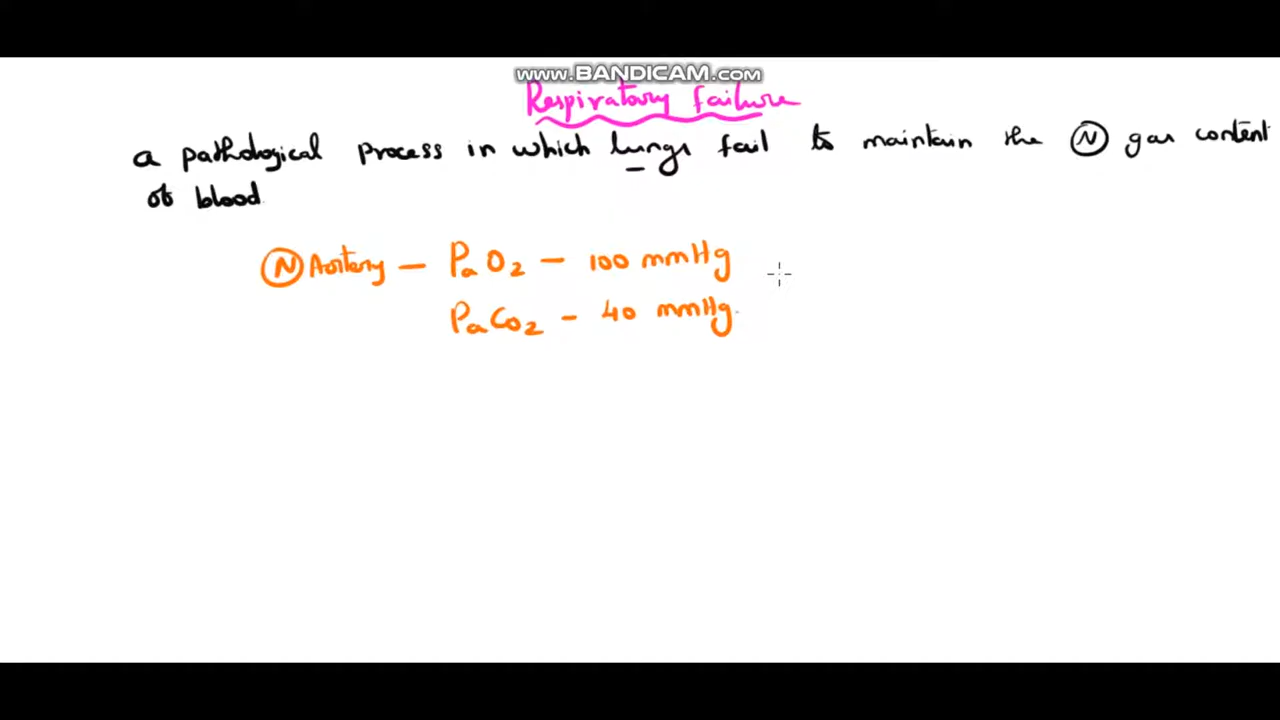 www.BANDICAM.com
Respiratory failure
a pathological process in which lungs fail to maintain the N gas content
of blood
N Artery - PaO2 - 100 mmHg
PaCo2 - 40 mmHg.